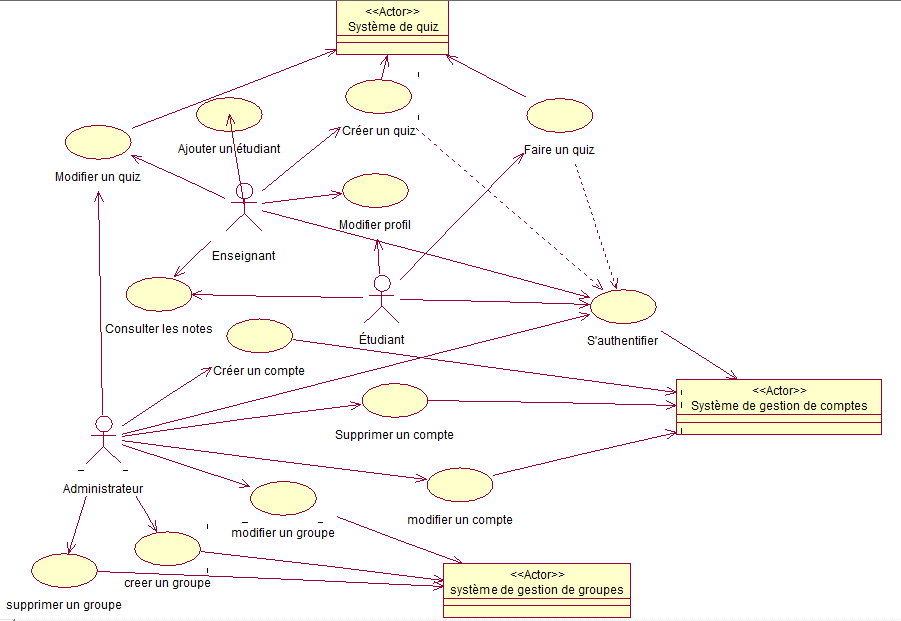 <<Actor>>
Système de quiz
Créer un quiz
Ajouter un étudiant
Faire un quiz
Modifier un quiz
Modifier profil
Enseignant
Consulter les notes
Étudiant
S'authentifier
Créer un compte
<<Actor>>
Système de gestion de comptes
Supprimer un compte
Administrateur
modifier un compte
modifier un groupe
<<Actor>>
système de gestion de groupes
creer un groupe
supprimer un groupe